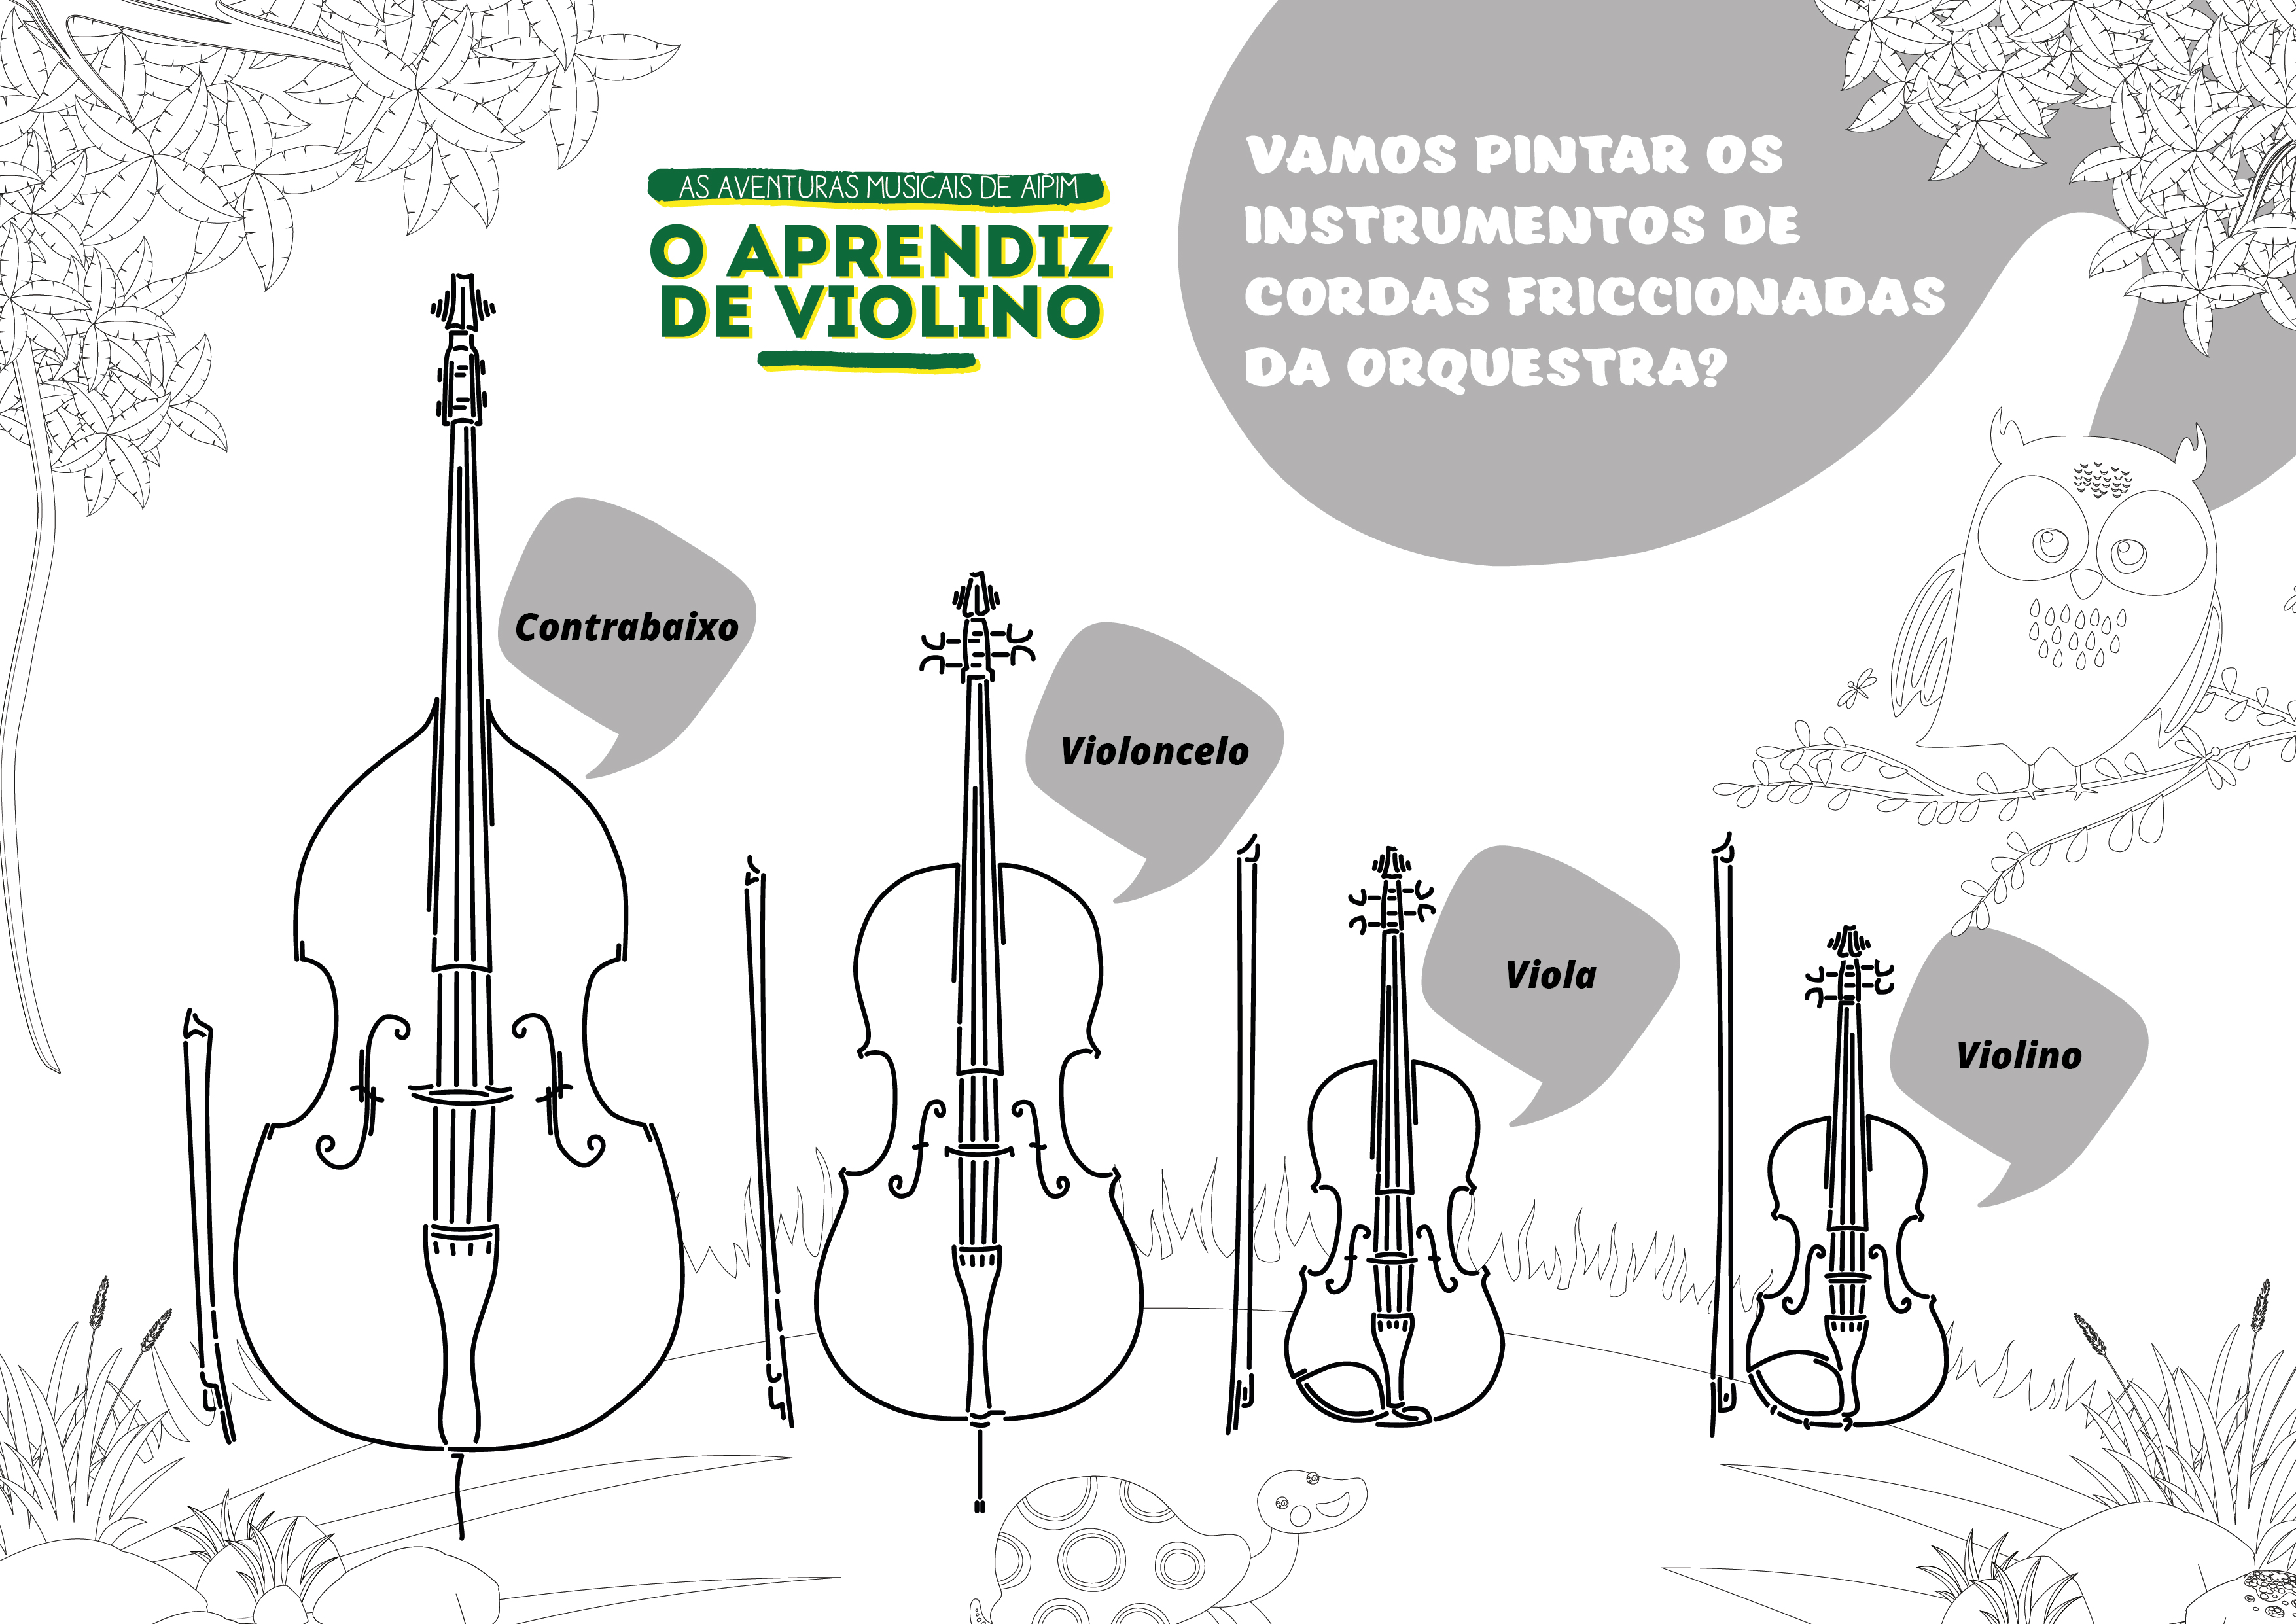 AS AVENTURAS MUSICAIS DE AIPIM
O APRENDIZ
DE VIOLINO
VAMOS PINTAR OS
INSTRUMENTOS DE
CORDAS FRICCIONADAS
DA ORQUESTRA?
Contrabaixo
Violoncelo
Viola
Violino